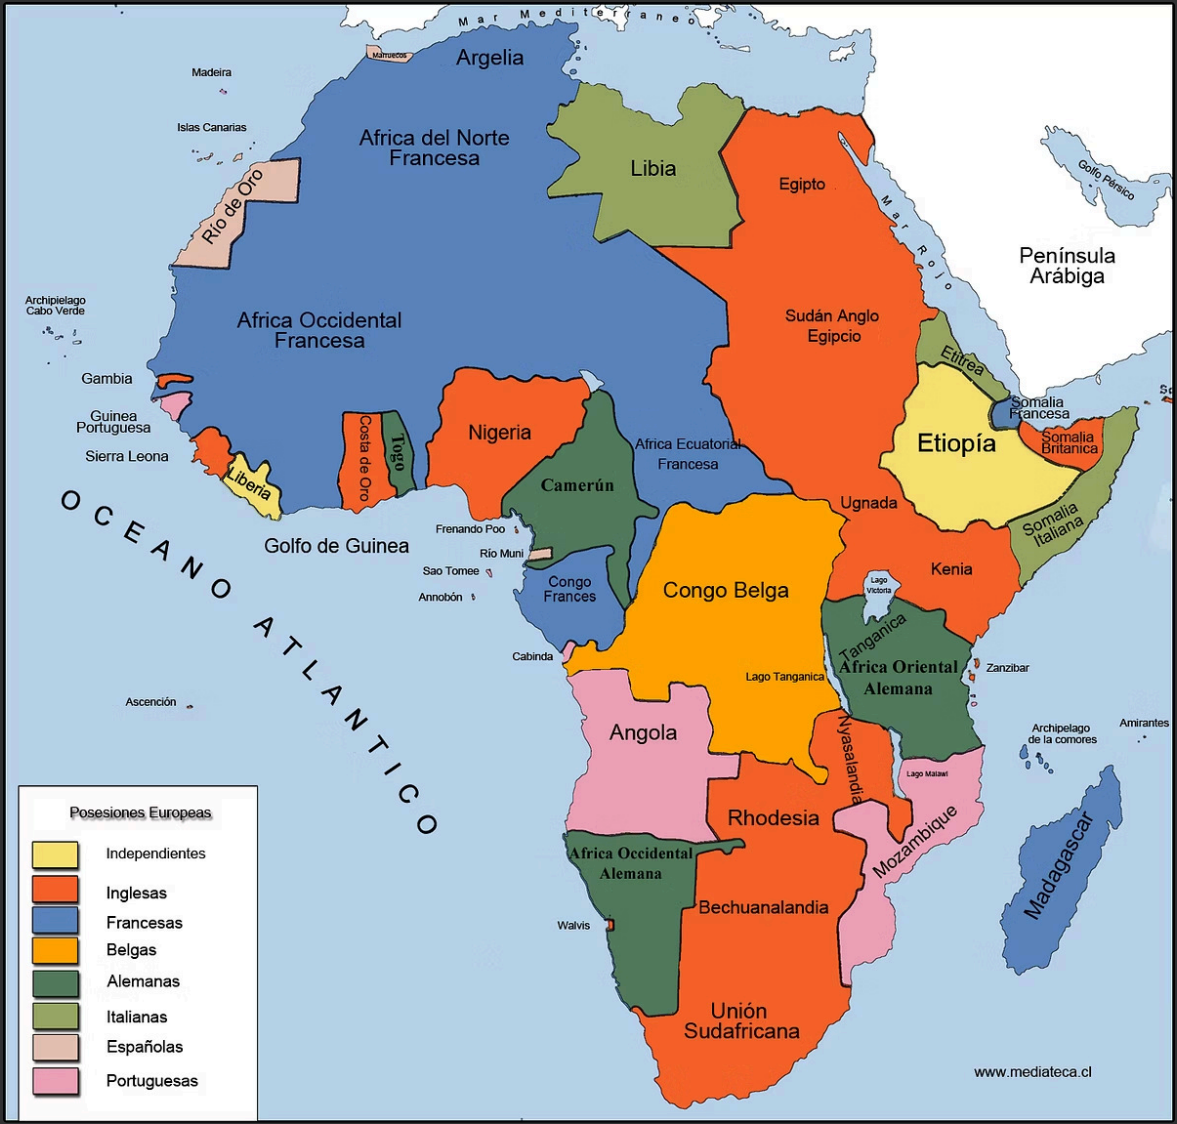 Mar Mediterraneo
Marruecos
Argelia
Madeira
Islas Canarias
Africa del Norte
Francesa
Libia
Egipto
Golfo Pérsico
Río de Oro
Mar Rojo
Península
Arábiga
Archipielago
Cabo Verde
Africa Occidental
Francesa
Sudán Anglo
Egipcio
Etitrea
Gambia
Somalia
Francesa
Guinea
Portuguesa
Costa de Oro
Togo
Nigeria
Africa Ecuatorial
Francesa
Etiopía
Somalia
Britanica
Sierra Leona
Liberia
Camerún
Ugnada
Somalia
Italiana
OCEANO ATLANTICO
Golfo de Guinea
Frenando Poo
Río Muni
Sao Tomee
Annobón
Congo
Frances
Congo Belga
Kenia
Lago
Victoria
Tanganica
Cabinda
Africa Oriental
Alemana
Zanzibar
Lago Tanganica
Ascención
Angola
Nyasalandia
Archipelago
de la comores
Amirantes
Lago Malawi
Rhodesia
Mozambique
Madagascar
Africa Occidental
Alemana
Walvis
Bechuanalandia
Unión
Sudafricana
www.mediateca.cl
Posesiones Europeas
Independientes
Inglesas
Francesas
Belgas
Alemanas
Italianas
Españolas
Portuguesas